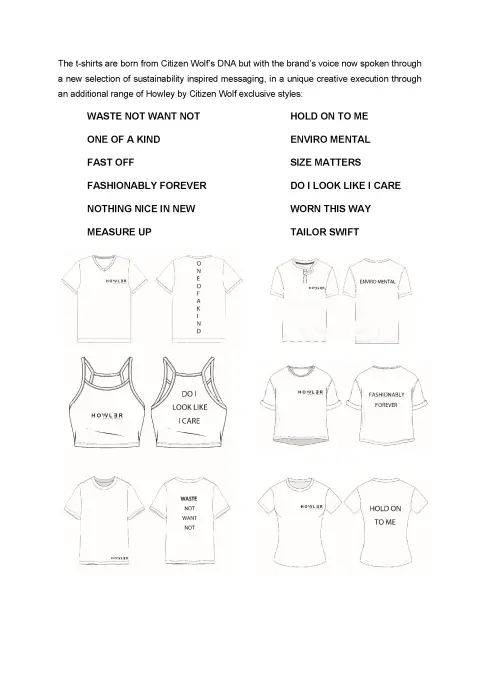 The t-shirts are born from Citizen Wolf's DNA but with the brand's voice now spoken through
a new selection of sustainability inspired messaging, in a unique creative execution through
an additional range of Howley by Citizen Wolf exclusive styles:
WASTE NOT WANT NOT
HOLD ON TO ME
ONE OF A KIND
ENVIRO MENTAL
FAST OFF
SIZE MATTERS
FASHIONABLY FOREVER
DO I LOOK LIKE I CARE
NOTHING NICE IN NEW
WORN THIS WAY
MEASURE UP
TAILOR SWIFT
HOWLER
O
N
E
O
F
A
K
I
N
D
HOWLER
ENVIRO MENTAL
HOWLER
DO I
LOOK LIKE
I CARE
HOWLER
FASHIONABLY
FOREVER
HOWLER
WASTE
NOT
WANT
NOT
HOWLER
HOLD ON
TO ME